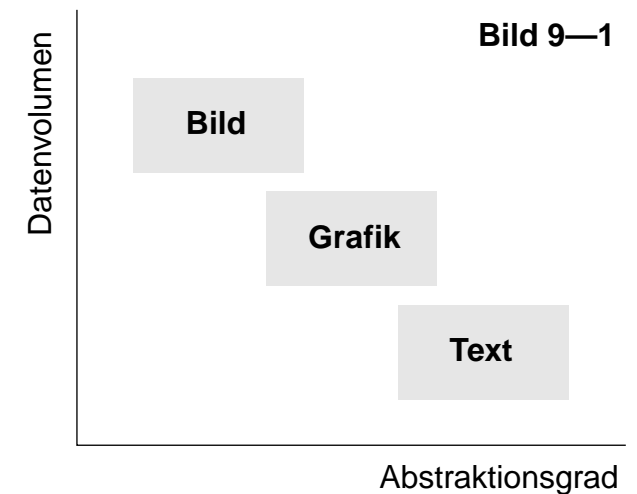 Bild 9—1
Datenvolumen
Bild
Grafik
Text
Abstraktionsgrad